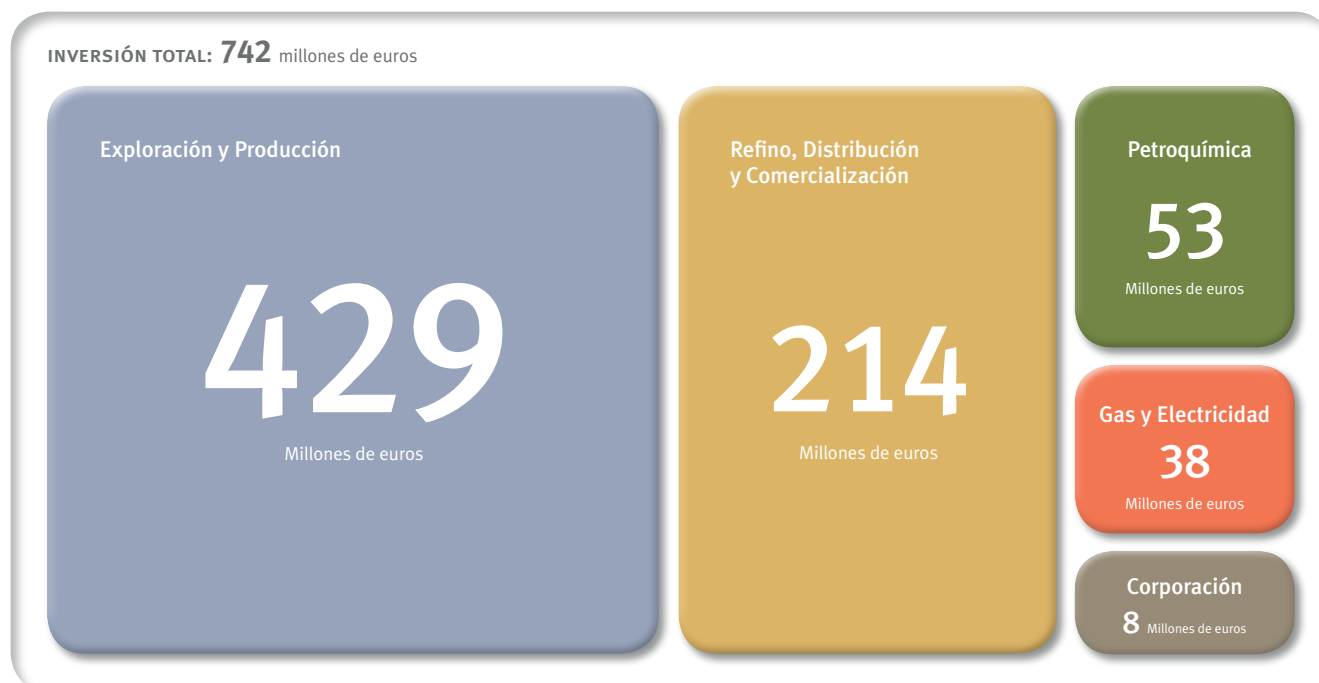 INVERSIÓN TOTAL: 742 millones de euros
Exploración y Producción
429
Millones de euros
Refino, Distribución
y Comercialización
214
Millones de euros
Petroquímica
53
Millones de euros
Gas y Electricidad
38
Millones de euros
Corporación
8 Millones de euros